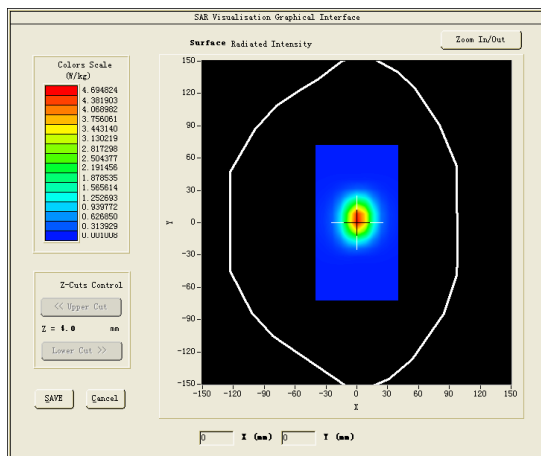 SAR Visualisation Graphical Interface
Surface Radiated Intensity
Zoom In/Out
Colors Scale
(W/kg)
4.694824
4.381903
4.068982
3.756061
3.443140
3.130219
2.817298
2.504377
2.191456
1.878535
1.565614
1.252693
0.939772
0.626850
0.313929
0.001008
150
120
90
60
30
0
-30
-60
-90
-120
-150
Y
-150 -120 -90 -60 -30 0 30 60 90 120 150
X
Z-Cuts Control
<< Upper Cut
Z = 4.0 mm
Lower Cut >>
SAVE
Cancel
0 X (mm) 0 Y (mm)